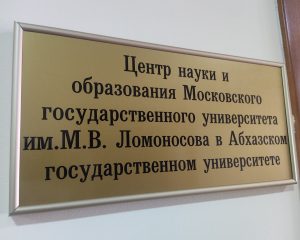 Центр науки и
образования Московского
государственного университета
им.М.В. Ломоносова в Абхазском
государственном университете